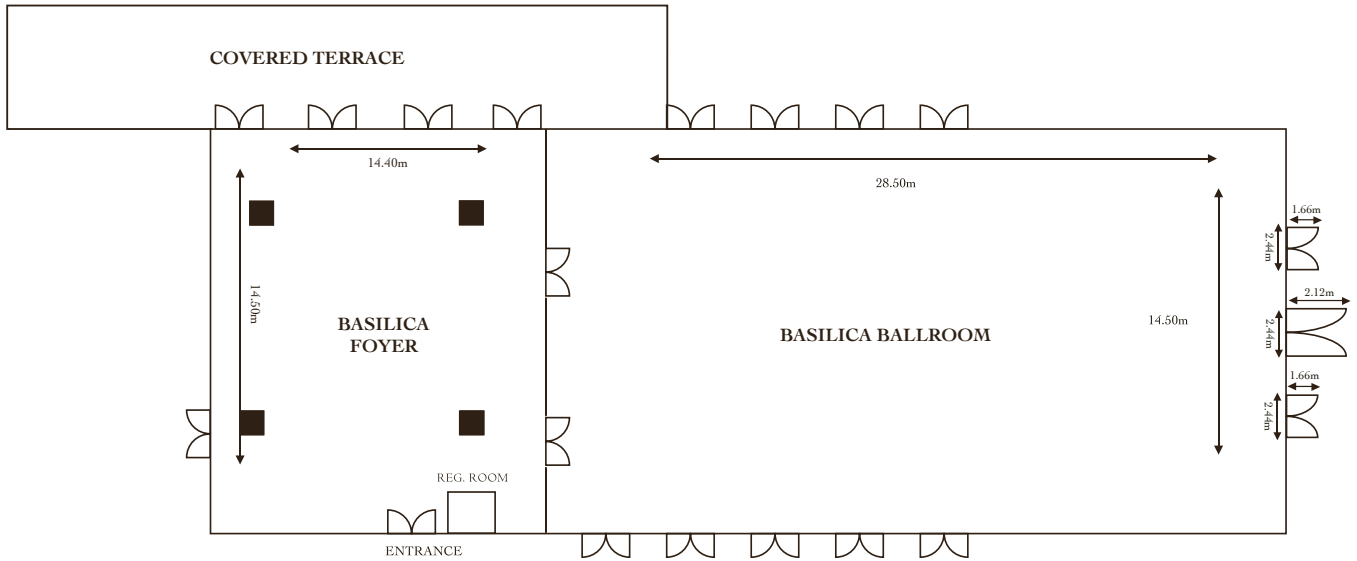 COVERED TERRACE
14.40m
28.50m
1.66m
2.44m
14.50m
2.12m
BASILICA
FOYER
BASILICA BALLROOM
14.50m
2.44m
1.66m
2.44m
REG. ROOM
ENTRANCE